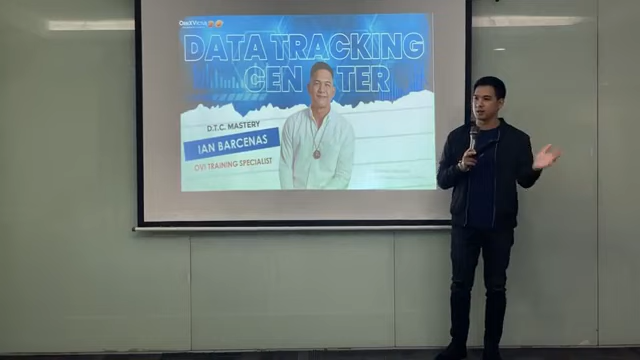 DATA TRACKING
CENTER
D.T.C. MASTERY
IAN BARCENAS
OVI TRAINING SPECIALIST